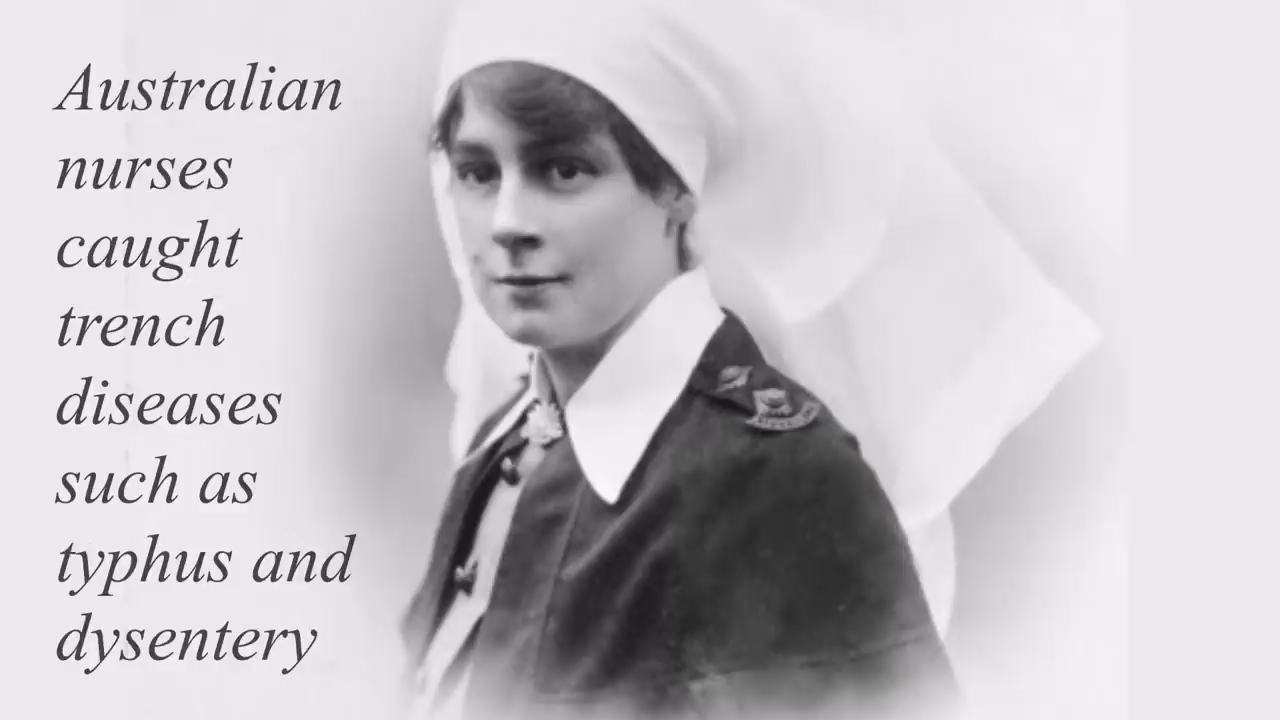 Australian
nurses
caught
trench
diseases
such as
typhus and
dysentery